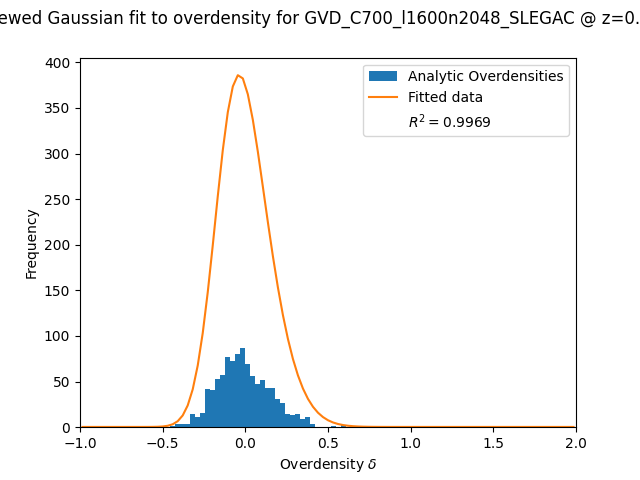 ewed Gaussian fit to overdensity for GVD_C700_l1600n2048_SLEGAC @ z=0.
400
350
300
250
200
150
100
50
0
Frequency
Analytic Overdensities
Fitted data
R² = 0.9969
−1.0 −0.5 0.0 0.5 1.0 1.5 2.0
Overdensity δ